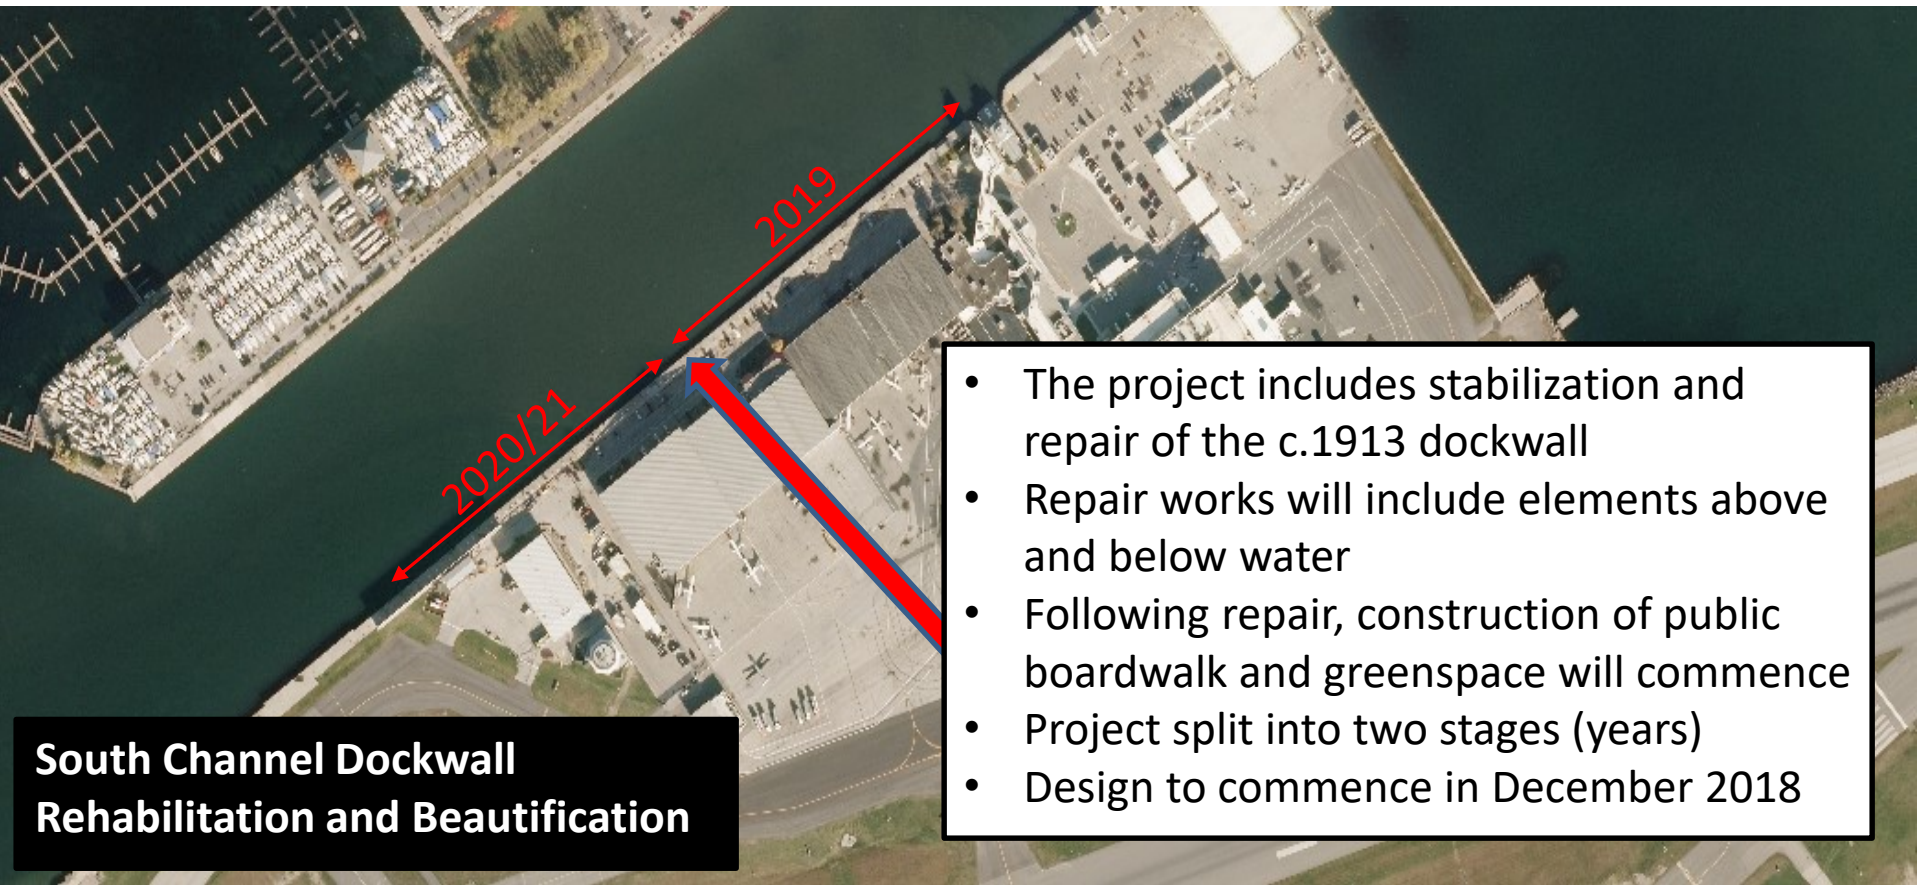 2019
2020/21
• The project includes stabilization and
repair of the c.1913 dockwall
• Repair works will include elements above
and below water
• Following repair, construction of public
boardwalk and greenspace will commence
• Project split into two stages (years)
• Design to commence in December 2018
South Channel Dockwall
Rehabilitation and Beautification